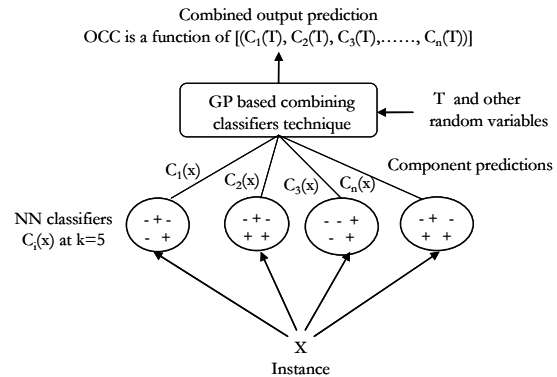 Combined output prediction
OCC is a function of [(C1(T), C2(T), C3(T),......, Cn(T))]
GP based combining
classifiers technique
T and other
random variables
Component predictions
C1(x)
C2(x)
C3(x)
Cn(x)
NN classifiers
Ci(x) at k=5
- + -
- +
- + -
+ +
- - +
- +
- + -
+ +
X
Instance